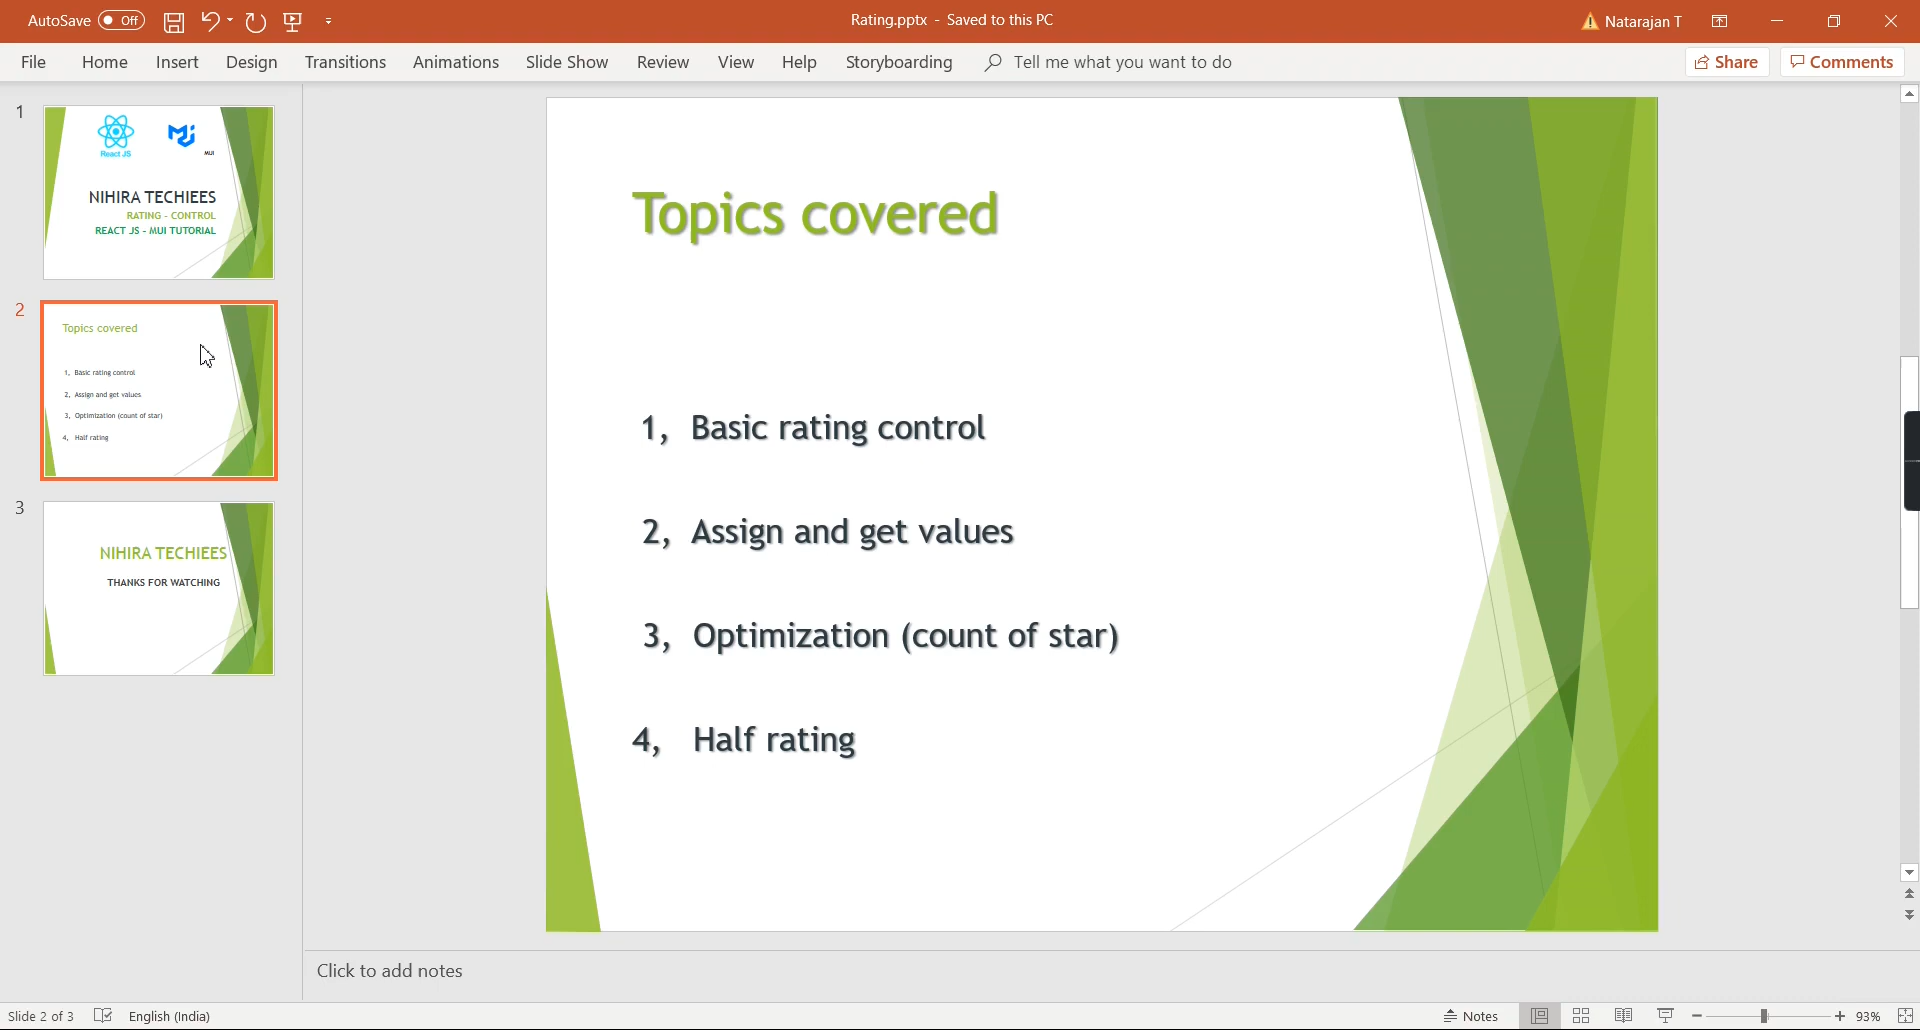 AutoSave Off
Rating.pptx - Saved to this PC
Natarajan T
File Home Insert Design Transitions Animations Slide Show Review View Help Storyboarding Tell me what you want to do
Share Comments
1
React JS
MUI
NIHIRA TECHIEES
RATING - CONTROL
REACT JS - MUI TUTORIAL
2
Topics covered
1, Basic rating control
2, Assign and get values
3, Optimization (count of star)
4, Half rating
3
NIHIRA TECHIEES
THANKS FOR WATCHING
Topics covered
1, Basic rating control
2, Assign and get values
3, Optimization (count of star)
4, Half rating
Click to add notes
Slide 2 of 3 English (India) Notes 93%